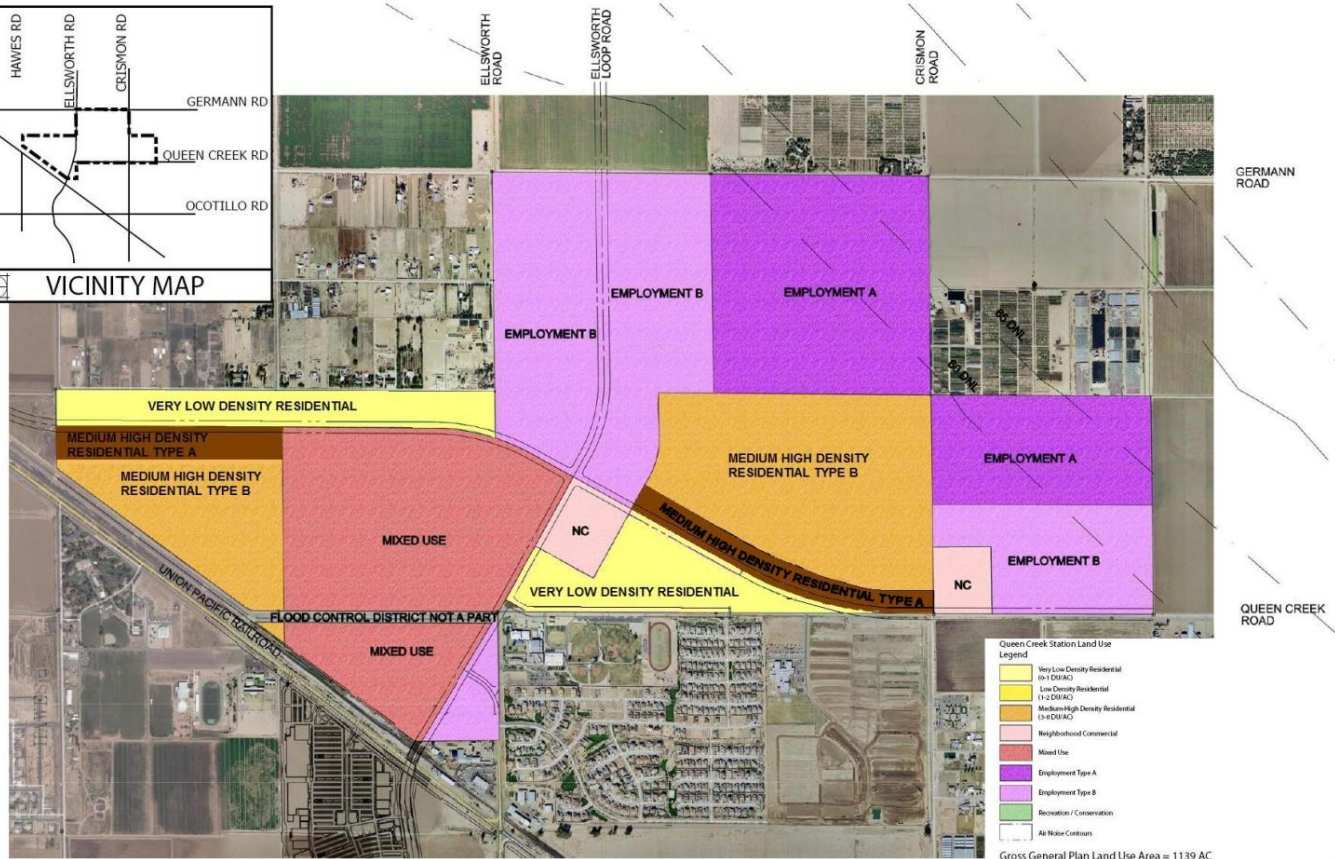 HAWES RD
ELLSWORTH RD
CRISMON RD
GERMANN RD
QUEEN CREEK RD
OCOTILLO RD
VICINITY MAP
ELLSWORTH
ROAD
ELLSWORTH
LOOP ROAD
CRISMON
ROAD
GERMANN
ROAD
EMPLOYMENT B
EMPLOYMENT A
EMPLOYMENT B
65 DNL
60 DNL
VERY LOW DENSITY RESIDENTIAL
MEDIUM HIGH DENSITY
RESIDENTIAL TYPE A
MEDIUM HIGH DENSITY
RESIDENTIAL TYPE B
MEDIUM HIGH DENSITY
RESIDENTIAL TYPE B
EMPLOYMENT A
MIXED USE
NC
MEDIUM HIGH DENSITY RESIDENTIAL TYPE A
EMPLOYMENT B
NC
VERY LOW DENSITY RESIDENTIAL
UNION PACIFIC RAILROAD
FLOOD CONTROL DISTRICT NOT A PART
MIXED USE
QUEEN CREEK
ROAD
Queen Creek Station Land Use
Legend
Very Low Density Residential
(0-1 DU/AC)
Low Density Residential
(1-2 DU/AC)
Medium-High Density Residential
(3-8 DU/AC)
Neighborhood Commercial
Mixed Use
Employment Type A
Employment Type B
Recreation / Conservation
Air Noise Contours
Gross General Plan Land Use Area = 1139 AC